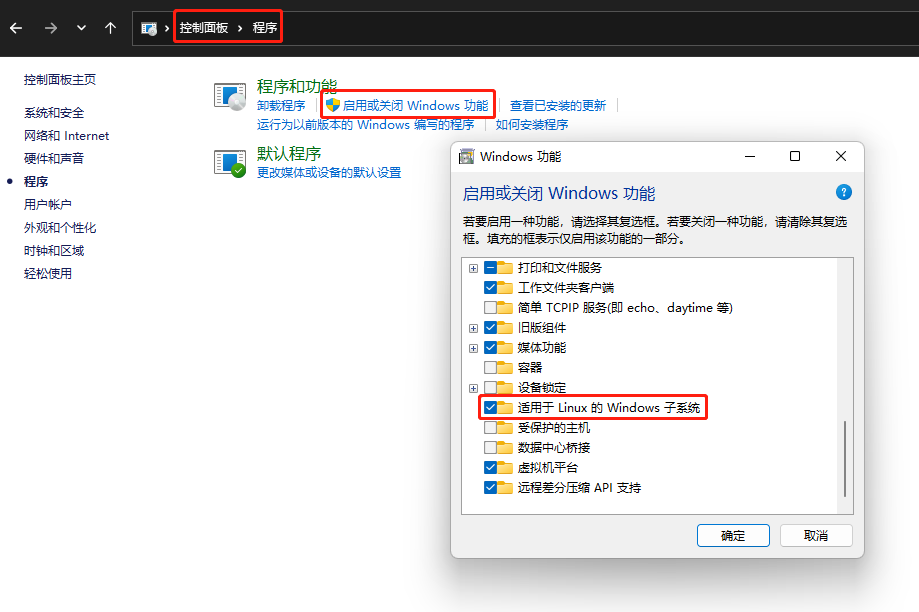 控制面板 › 程序
控制面板主页
系统和安全
网络和 Internet
硬件和声音
程序
用户帐户
外观和个性化
时钟和区域
轻松使用
程序和功能
卸载程序 启用或关闭 Windows 功能 查看已安装的更新
运行为以前版本的 Windows 编写的程序 如何安装程序
默认程序
更改媒体或设备的默认设置
Windows 功能
启用或关闭 Windows 功能
若要启用一种功能，请选择其复选框。若要关闭一种功能，请清除其复选
框。填充的框表示仅启用该功能的一部分。
打印和文件服务
工作文件夹客户端
简单 TCPIP 服务(即 echo、daytime 等)
旧版组件
媒体功能
容器
设备锁定
适用于 Linux 的 Windows 子系统
受保护的主机
数据中心桥接
虚拟机平台
远程差分压缩 API 支持
确定 取消